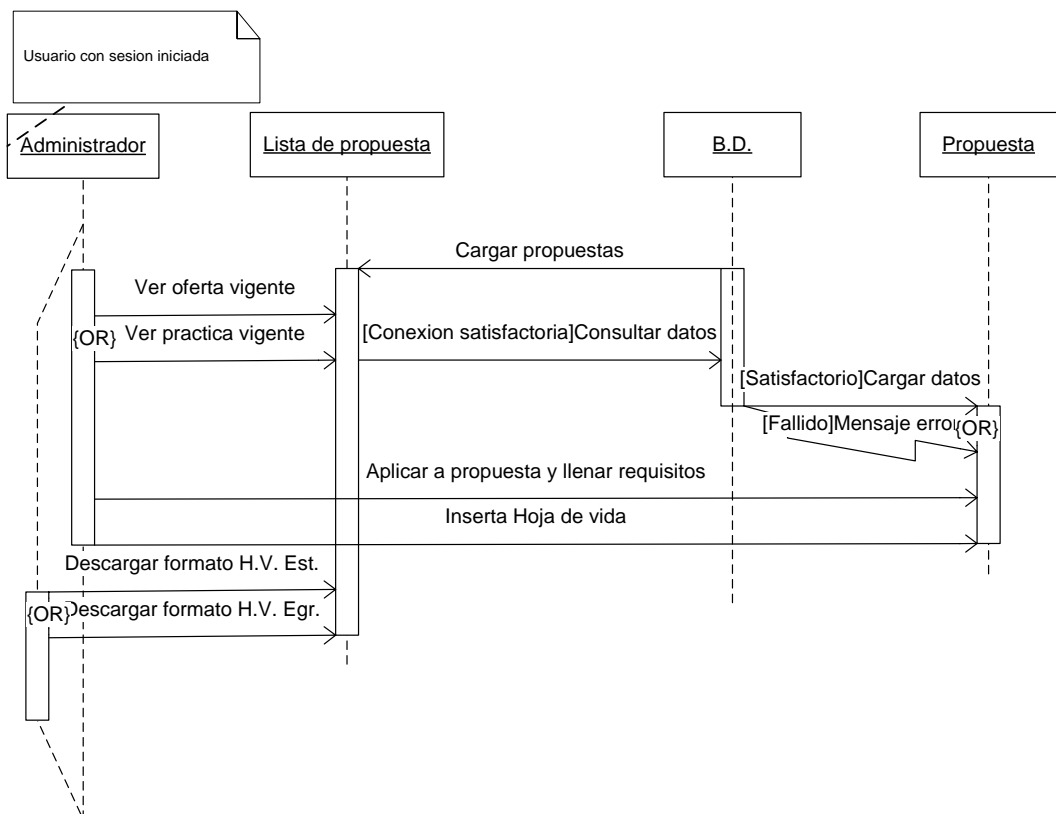 Usuario con sesion iniciada
Administrador
Lista de propuesta
B.D.
Propuesta
Cargar propuestas
Ver oferta vigente
{OR}
Ver practica vigente
[Conexion satisfactoria]Consultar datos
[Satisfactorio]Cargar datos
[Fallido]Mensaje error
{OR}
Aplicar a propuesta y llenar requisitos
Inserta Hoja de vida
Descargar formato H.V. Est.
{OR}
Descargar formato H.V. Egr.